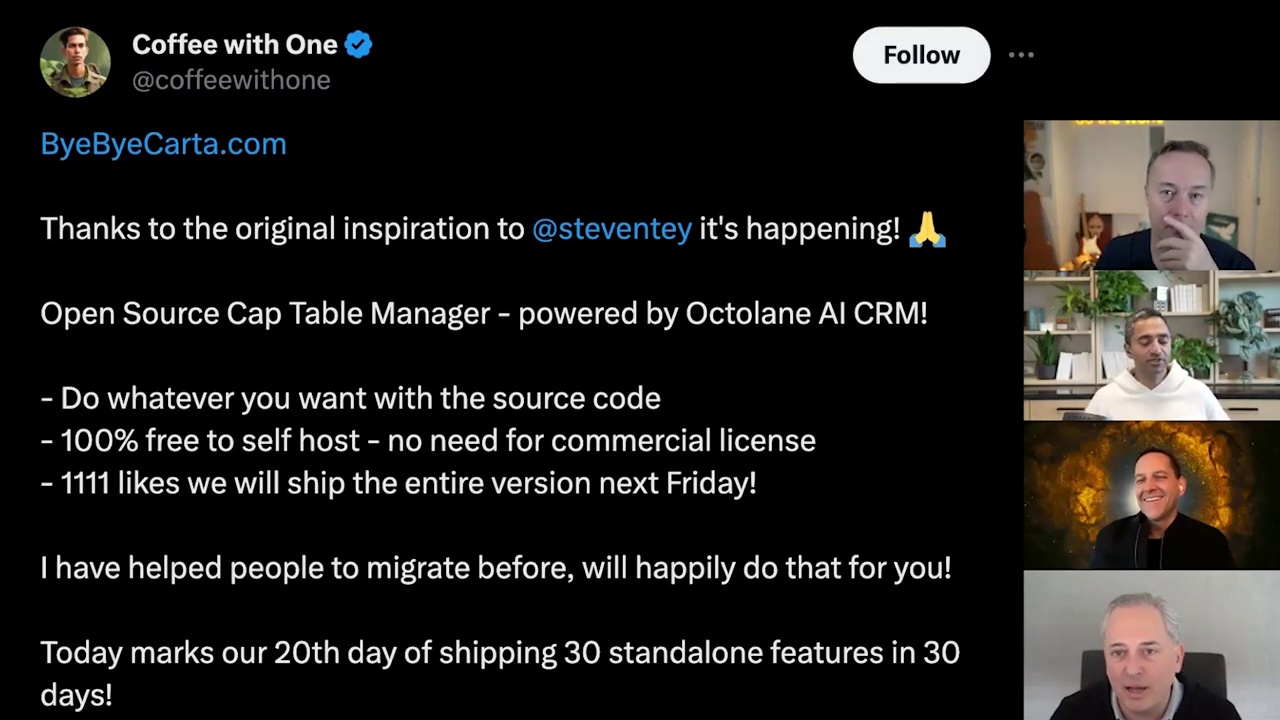 Coffee with One
@coffeewithone
Follow
ByeByeCarta.com
Thanks to the original inspiration to @steventey it's happening! 🙏
Open Source Cap Table Manager - powered by Octolane AI CRM!
- Do whatever you want with the source code
- 100% free to self host - no need for commercial license
- 1111 likes we will ship the entire version next Friday!
I have helped people to migrate before, will happily do that for you!
Today marks our 20th day of shipping 30 standalone features in 30
days!